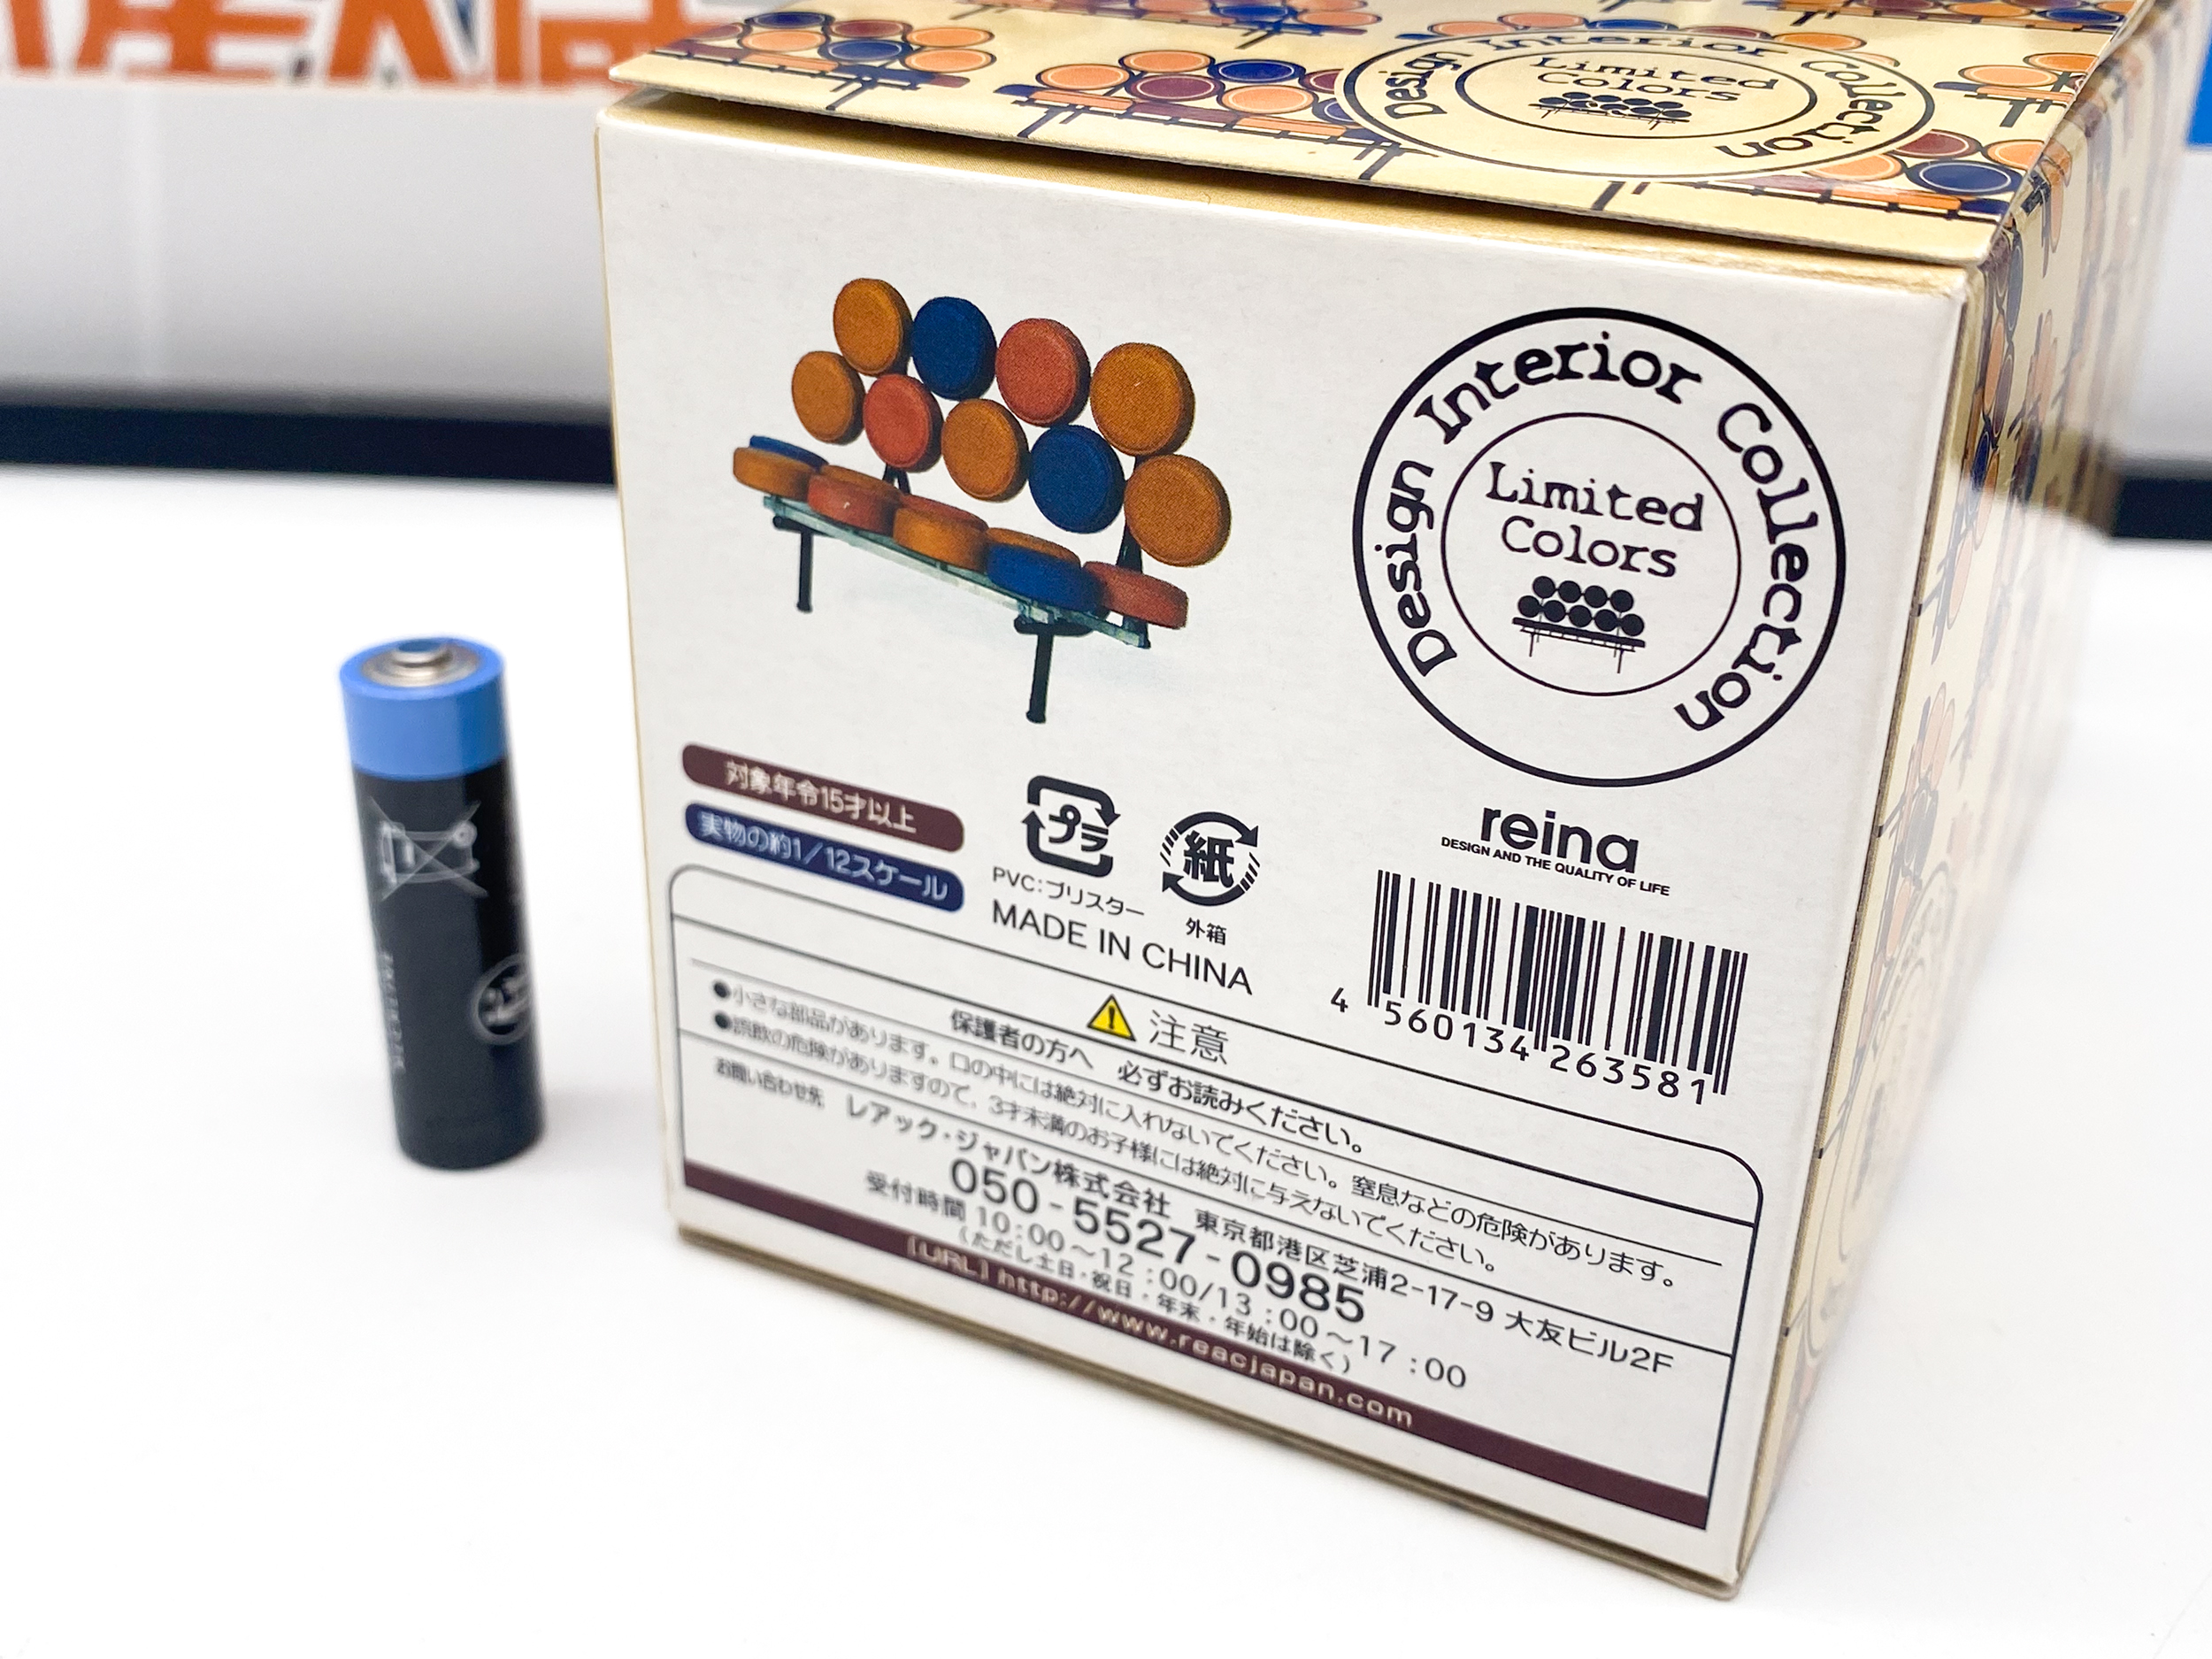 Design Interior Collection
Limited
Colors
Design Interior Collection
Limited
Colors
reina
DESIGN AND THE QUALITY OF LIFE
対象年令15才以上
実物の約1/12スケール
プラ
PVC:ブリスター
紙
外箱
MADE IN CHINA
4 560134 263581
注意
保護者の方へ 必ずお読みください。
●小さな部品があります。口の中には絶対に入れないでください。窒息などの危険があります。
●誤飲の危険がありますので、3才未満のお子様には絶対に与えないでください。
お問い合わせ先 レアック・ジャパン株式会社 東京都港区芝浦2-17-9 大友ビル2F
050-5527-0985
受付時間 10:00〜12:00/13:00〜17:00
(ただし土日・祝日・年末・年始は除く)
[URL] http://www.reacjapan.com